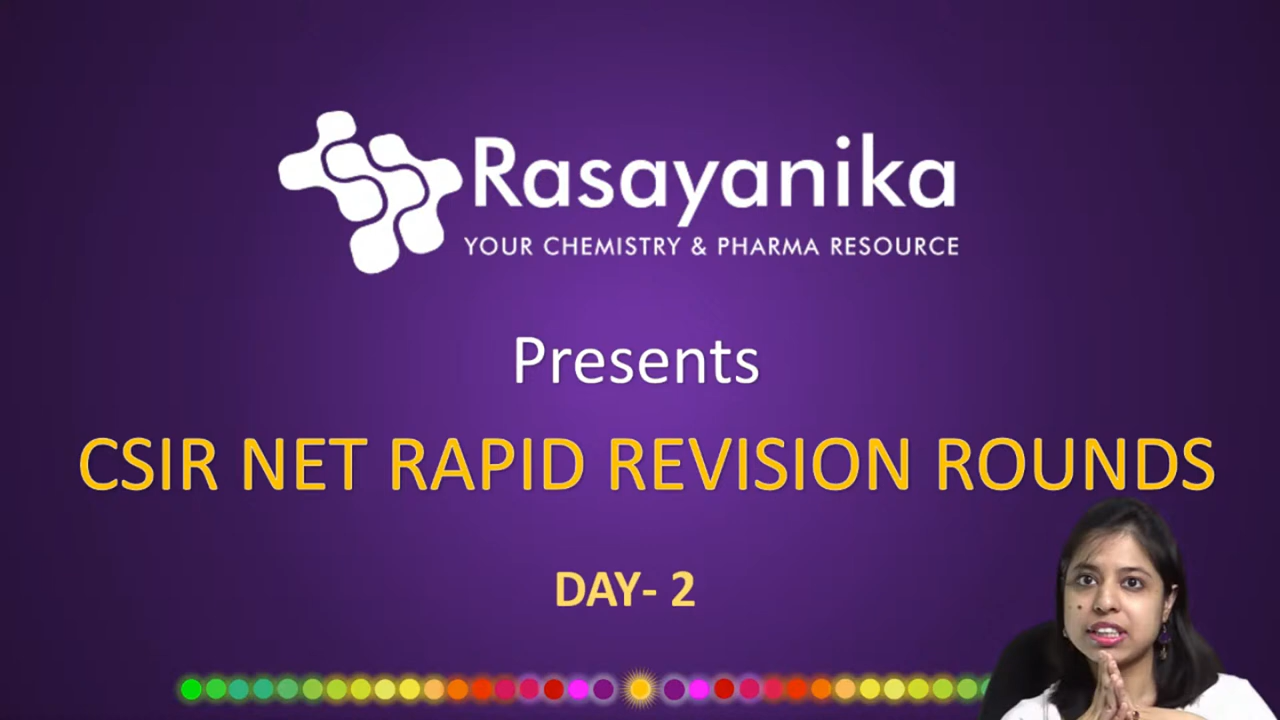 Rasayanika
YOUR CHEMISTRY & PHARMA RESOURCE
Presents
CSIR NET RAPID REVISION ROUNDS
DAY- 2